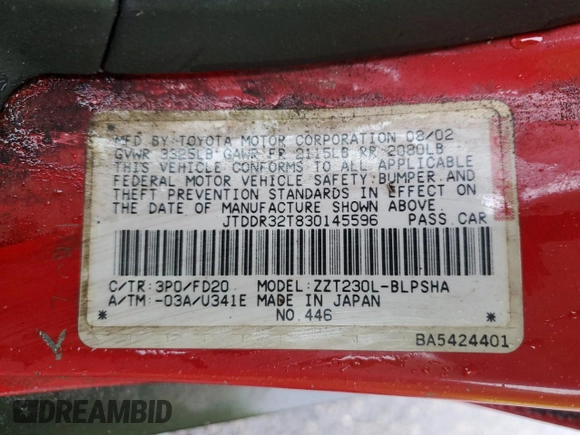 MFD BY TOYOTA MOTOR CORPORATION 08/02
GVWR 3325LB GAWR FR 2115LB RR 2080LB
THIS VEHICLE CONFORMS TO ALL APPLICABLE
FEDERAL MOTOR VEHICLE SAFETY, BUMPER AND
THEFT PREVENTION STANDARDS IN EFFECT ON
THE DATE OF MANUFACTURE SHOWN ABOVE.
JTDDR32T830145596 PASS CAR
C/TR: 3P0/FD20 MODEL: ZZT230L-BLPSHA
A/TM: -03A/U341E MADE IN JAPAN
NO. 446
BA5424401
DREAMBID